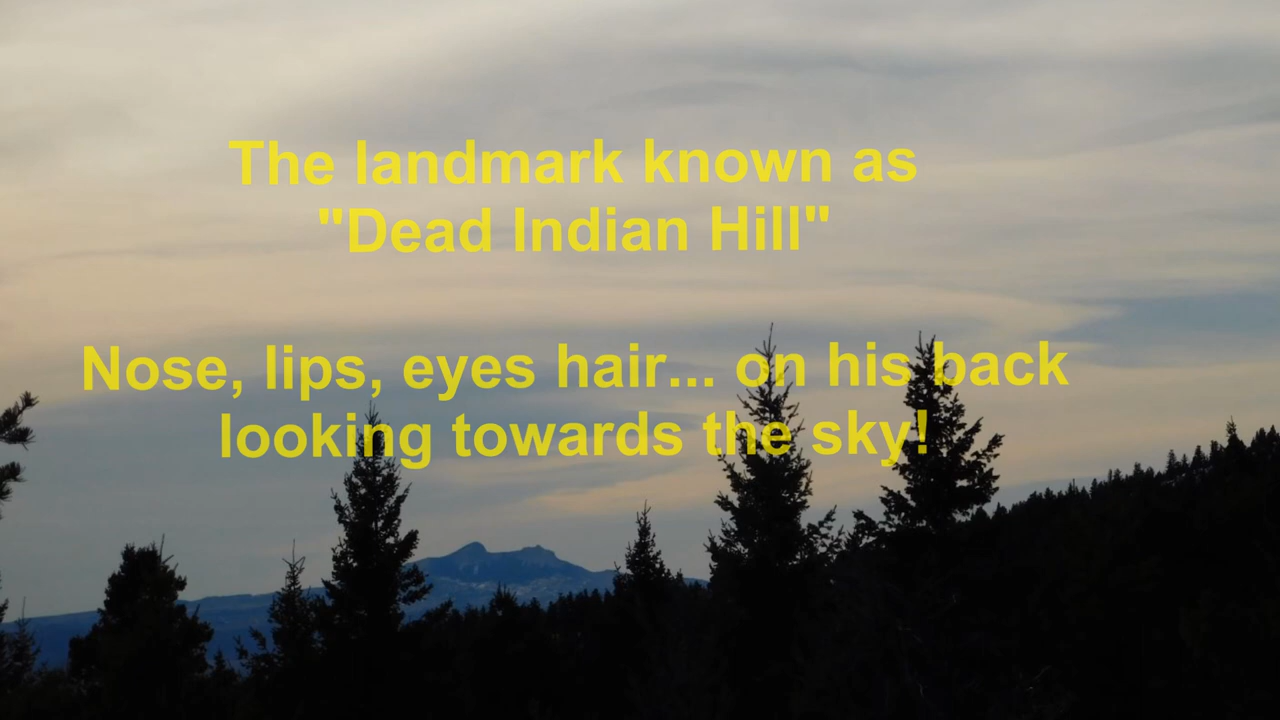 The landmark known as
"Dead Indian Hill"
Nose, lips, eyes hair... on his back
looking towards the sky!